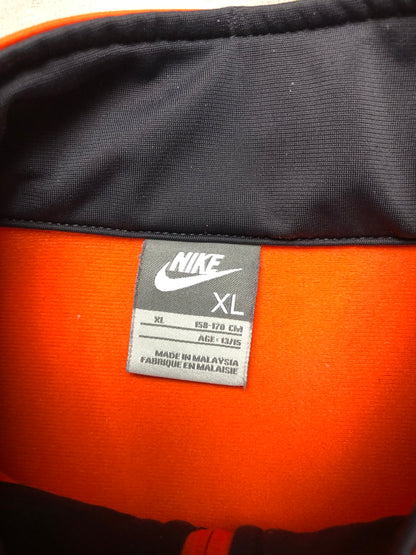 NIKE
XL
XL 158-170 CM
AGE: 13/15
MADE IN MALAYSIA
FABRIQUE EN MALAISIE